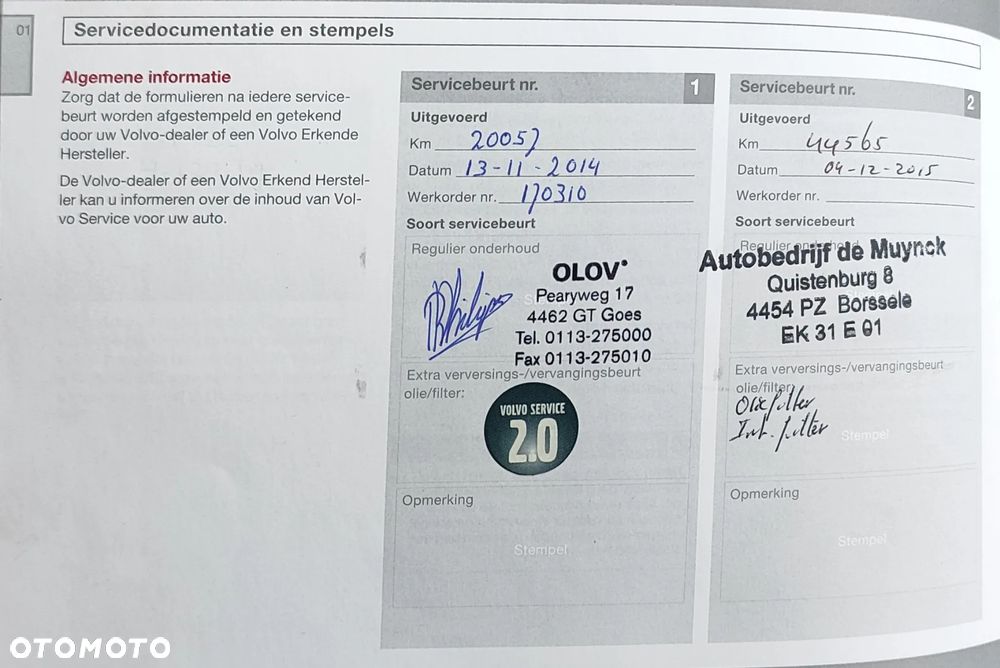 01
Servicedocumentatie en stempels
Algemene informatie
Zorg dat de formulieren na iedere service-
beurt worden afgestempeld en getekend
door uw Volvo-dealer of een Volvo Erkende
Hersteller.
De Volvo-dealer of een Volvo Erkend Herstel-
ler kan u informeren over de inhoud van Vol-
vo Service voor uw auto.
Servicebeurt nr. 1
Uitgevoerd
Km 20057
Datum 13-11-2014
Werkorder nr. 170310
Soort servicebeurt
Regulier onderhoud
OLOV
Pearyweg 17
4462 GT Goes
Tel. 0113-275000
Fax 0113-275010
Extra verversings-/vervangingsbeurt
olie/filter:
VOLVO SERVICE
2.0
Opmerking
Stempel
Servicebeurt nr. 2
Uitgevoerd
Km 44565
Datum 04-12-2015
Werkorder nr.
Soort servicebeurt
Regulier onderhoud
Autobedrijf de Muynck
Quistenburg 8
4454 PZ Borssele
EK 31 E 01
Extra verversings-/vervangingsbeurt
olie/filter:
Olie filter
Int. filter
Stempel
Opmerking
Stempel
OTOMOTO